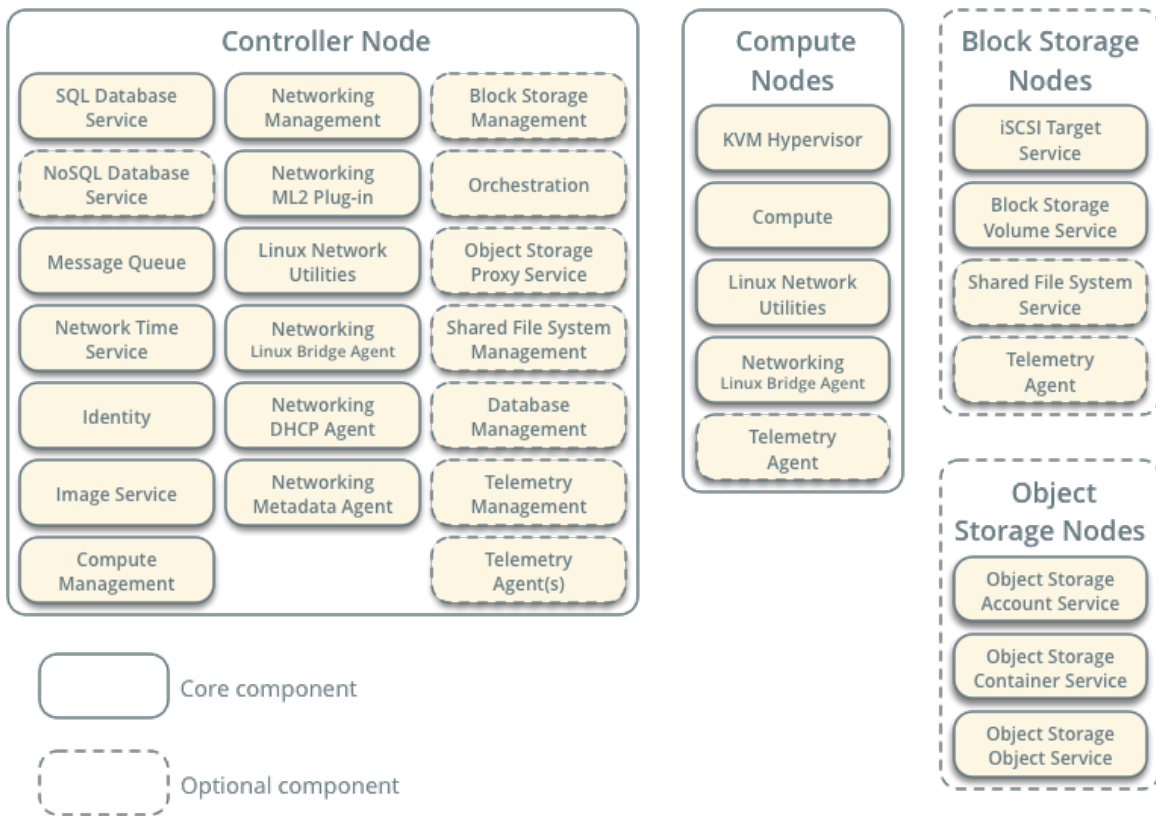 Controller Node
SQL Database
Service
Networking
Management
Block Storage
Management
NoSQL Database
Service
Networking
ML2 Plug-in
Orchestration
Message Queue
Linux Network
Utilities
Object Storage
Proxy Service
Network Time
Service
Networking
Linux Bridge Agent
Shared File System
Management
Identity
Networking
DHCP Agent
Database
Management
Image Service
Networking
Metadata Agent
Telemetry
Management
Compute
Management
Telemetry
Agent(s)
Compute
Nodes
KVM Hypervisor
Compute
Linux Network
Utilities
Networking
Linux Bridge Agent
Telemetry
Agent
Block Storage
Nodes
iSCSI Target
Service
Block Storage
Volume Service
Shared File System
Service
Telemetry
Agent
Object
Storage Nodes
Object Storage
Account Service
Object Storage
Container Service
Object Storage
Object Service
Core component
Optional component